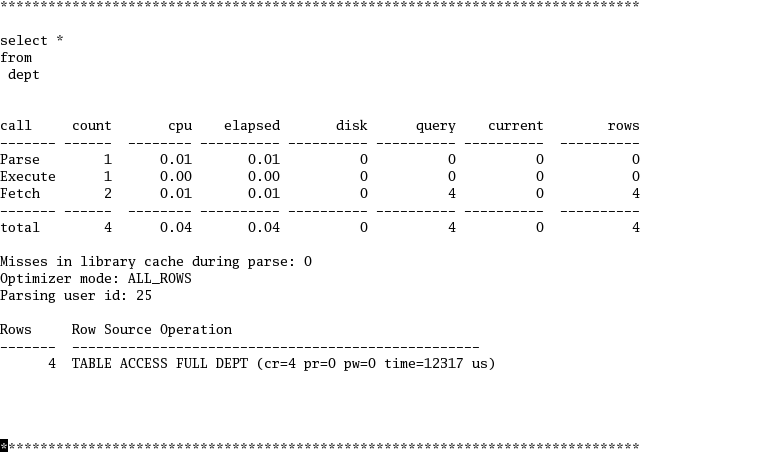 ********************************************************************************

select *
from
 dept


call     count       cpu    elapsed       disk      query    current        rows
------- ------  -------- ---------- ---------- ---------- ----------  ----------
Parse        1      0.01       0.01          0          0          0           0
Execute      1      0.00       0.00          0          0          0           0
Fetch        2      0.01       0.01          0          4          0           4
------- ------  -------- ---------- ---------- ---------- ----------  ----------
total        4      0.04       0.04          0          4          0           4

Misses in library cache during parse: 0
Optimizer mode: ALL_ROWS
Parsing user id: 25

Rows     Row Source Operation
-------  ---------------------------------------------------
      4  TABLE ACCESS FULL DEPT (cr=4 pr=0 pw=0 time=12317 us)



********************************************************************************